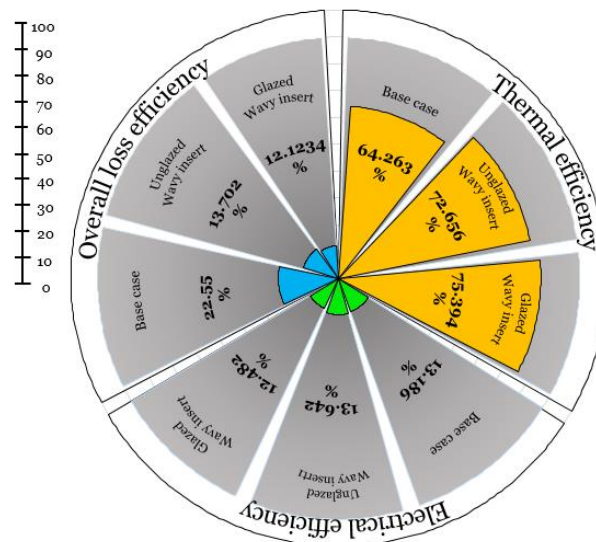 100
90
80
70
60
50
40
30
20
10
0
Overall loss efficiency
Glazed
Wavy insert
12.1234
%
Unglazed
Wavy insert
13.702
%
Base case
22.55
%
Thermal efficiency
Base case
64.263
%
Unglazed
Wavy insert
72.656
%
Glazed
Wavy insert
75.394
%
Electrical efficiency
Base case
13.186
%
Unglazed
Wavy insert1
13.642
%
Glazed
Wavy insert
12.482
%